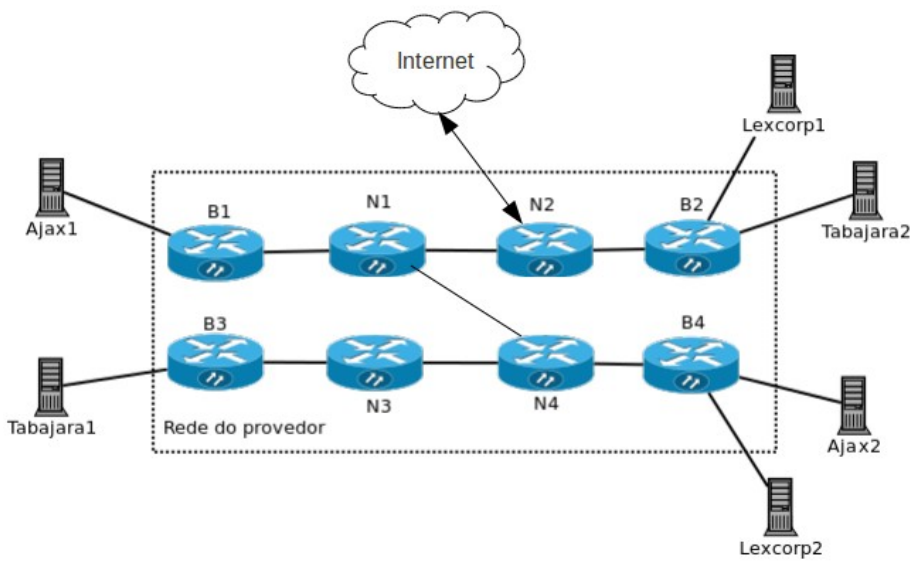 Internet
Lexcorp1
Ajax1
B1
N1
N2
B2
Tabajara2
B3
B4
Tabajara1
N3
N4
Rede do provedor
Ajax2
Lexcorp2